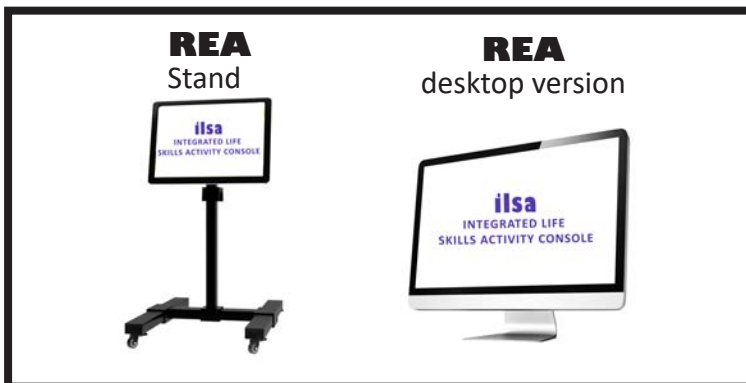 REA
Stand
ilsa
INTEGRATED LIFE
SKILLS ACTIVITY CONSOLE
REA
desktop version
ilsa
INTEGRATED LIFE
SKILLS ACTIVITY CONSOLE